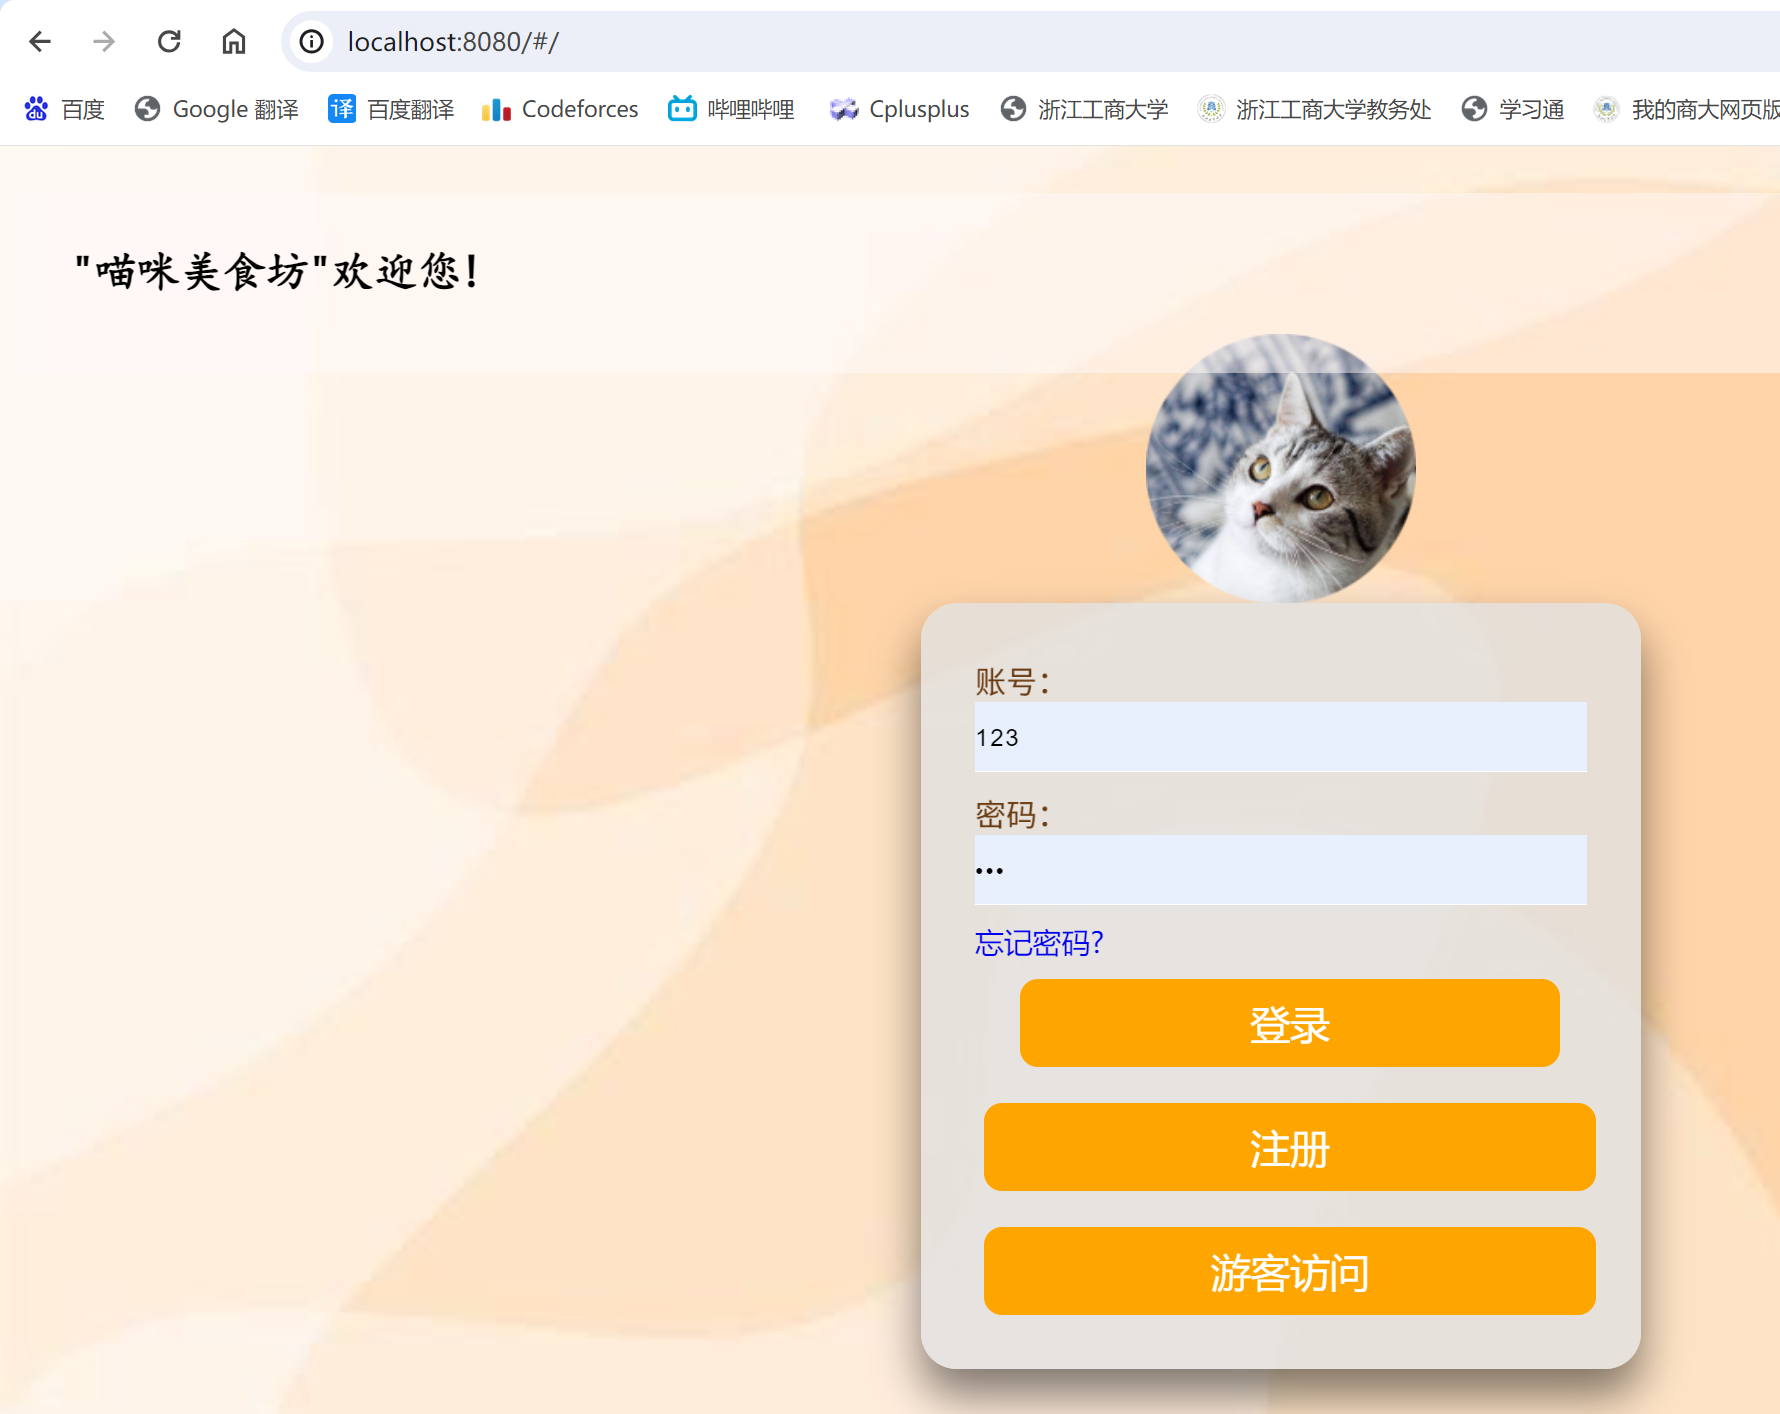 localhost:8080/#/
百度 Google 翻译 译 百度翻译 Codeforces 哔哩哔哩 Cplusplus 浙江工商大学 浙江工商大学教务处 学习通 我的商大网页版
"喵咪美食坊"欢迎您!
账号：
123
密码：
•••
忘记密码?
登录
注册
游客访问